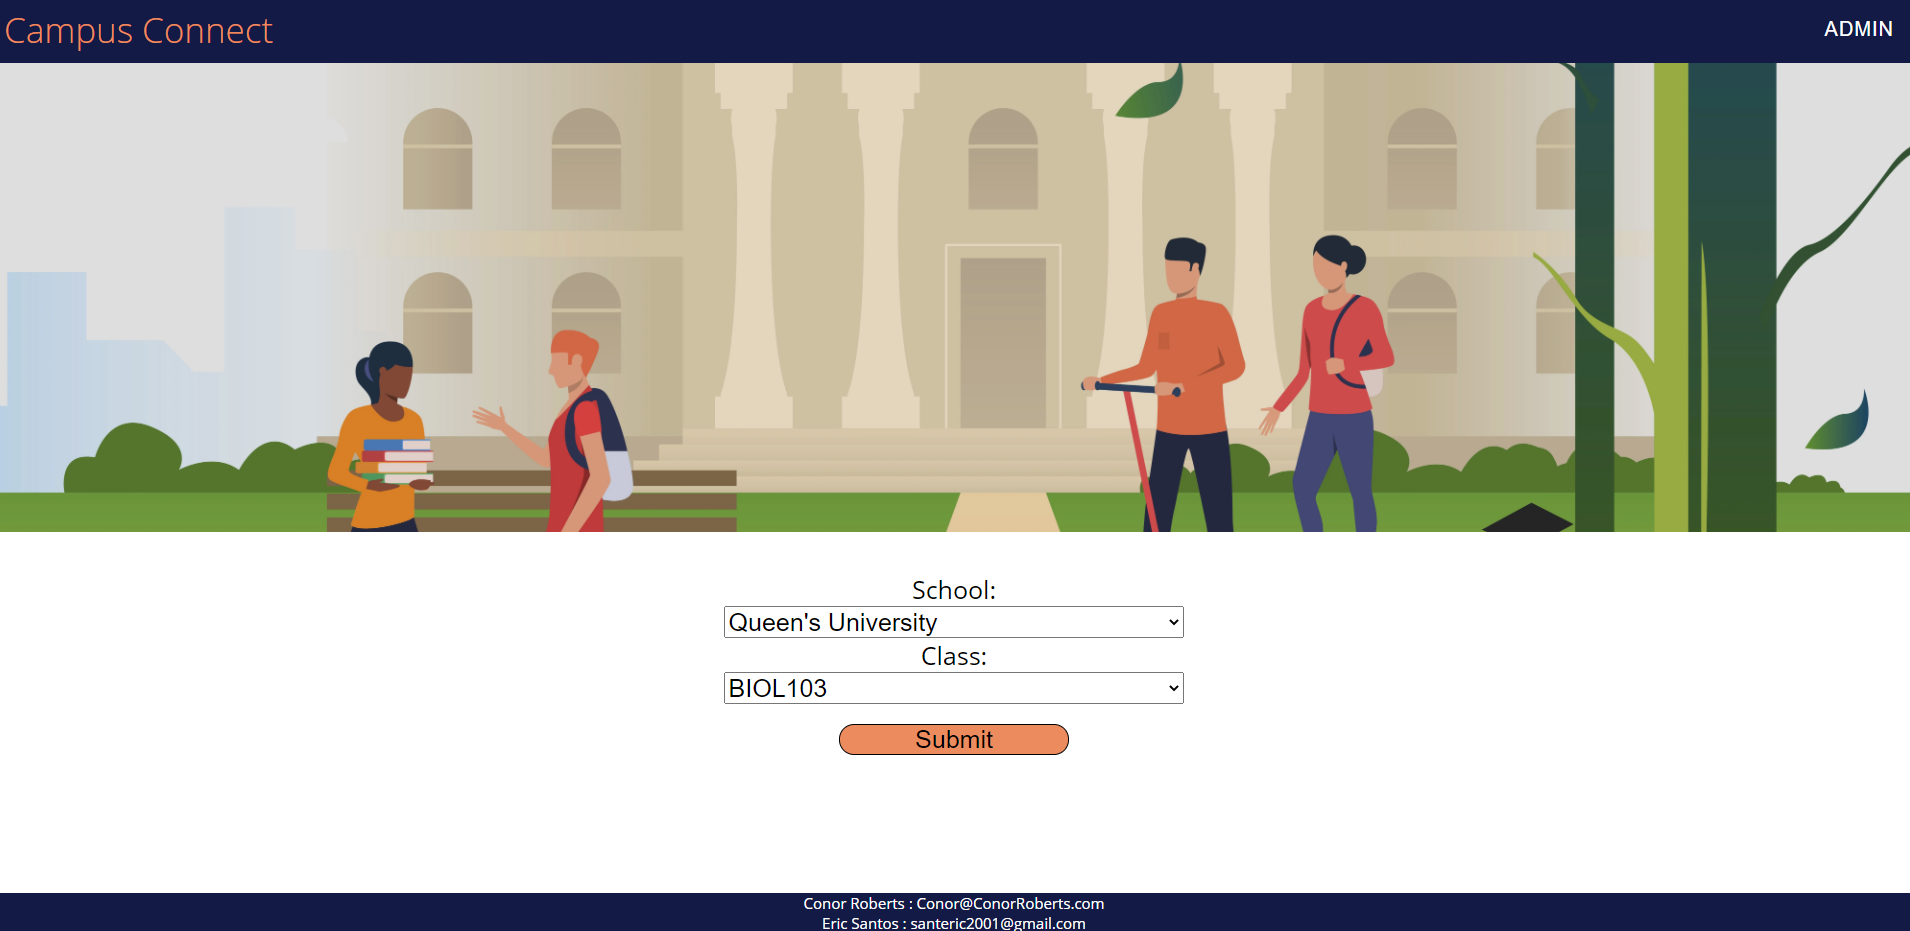 Campus Connect
ADMIN
School:
Queen's University
Class:
BIOL103
Submit
Conor Roberts : Conor@ConorRoberts.com
Eric Santos : santeric2001@gmail.com